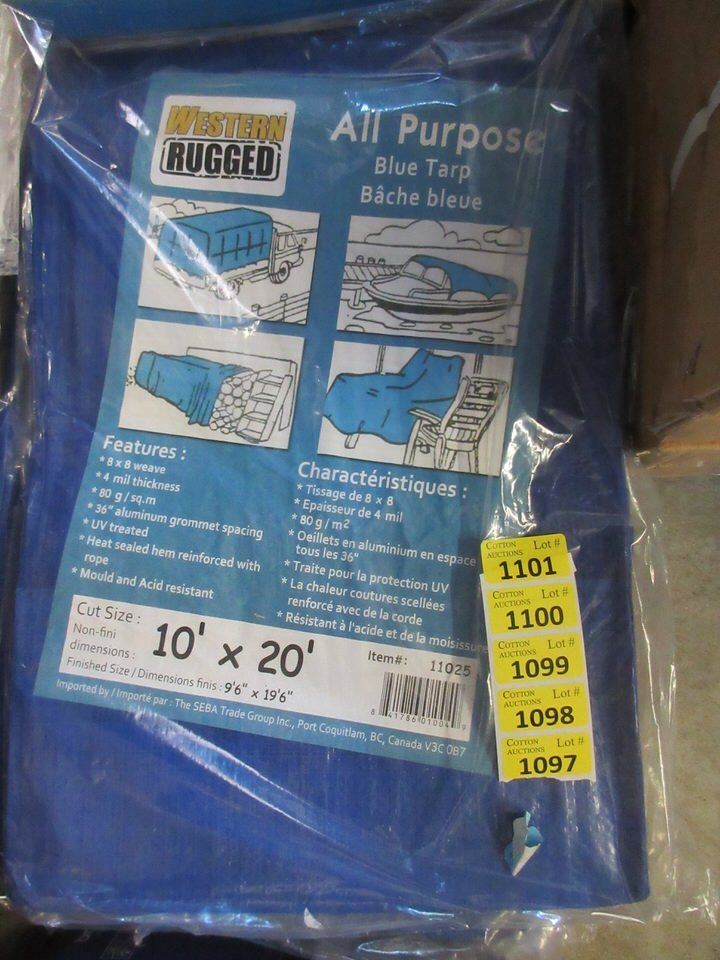 WESTERN
RUGGED
All Purpose
Blue Tarp
Bâche bleue
Features :
* 8 x 8 weave
* 4 mil thickness
* 80 g / sq.m
* 36" aluminum grommet spacing
* UV treated
* Heat sealed hem reinforced with
rope
* Mould and Acid resistant
Charactéristiques :
* Tissage de 8 x 8
* Epaisseur de 4 mil
* 80 g / m²
* Oeillets en aluminium en espace
tous les 36"
* Traite pour la protection UV
* La chaleur coutures scellées
renforcé avec de la corde
* Résistant à l'acide et de la moisissure
Cut Size :
Non-fini
dimensions :
10' x 20'
Finished Size / Dimensions finis : 9'6" x 19'6"
Item#: 11025
8 41786 01004 9
Imported by / Importé par : The SEBA Trade Group Inc., Port Coquitlam, BC, Canada V3C 0B7
COTTON AUCTIONS Lot #
1101
COTTON AUCTIONS Lot #
1100
COTTON AUCTIONS Lot #
1099
COTTON AUCTIONS Lot #
1098
COTTON AUCTIONS Lot #
1097